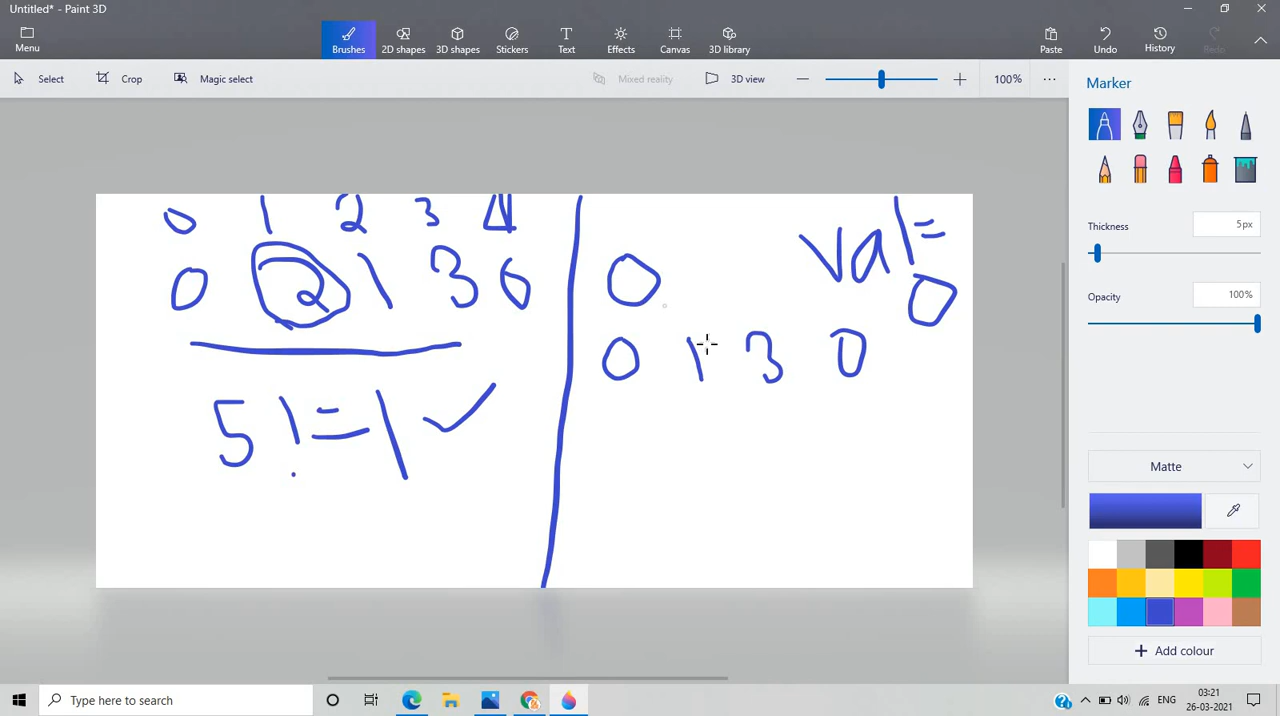 Untitled* - Paint 3D
Menu
Brushes
2D shapes
3D shapes
Stickers
Text
Effects
Canvas
3D library
Paste
Undo
History
Redo
Select
Crop
Magic select
Mixed reality
3D view
100%
Marker
Thickness
5px
Opacity
100%
Matte
Add colour
0 1 2 3 4
0 2 1 3 0
5 != 1
val =
0
0
0 1 3 0
Type here to search
ENG
03:21
26-03-2021